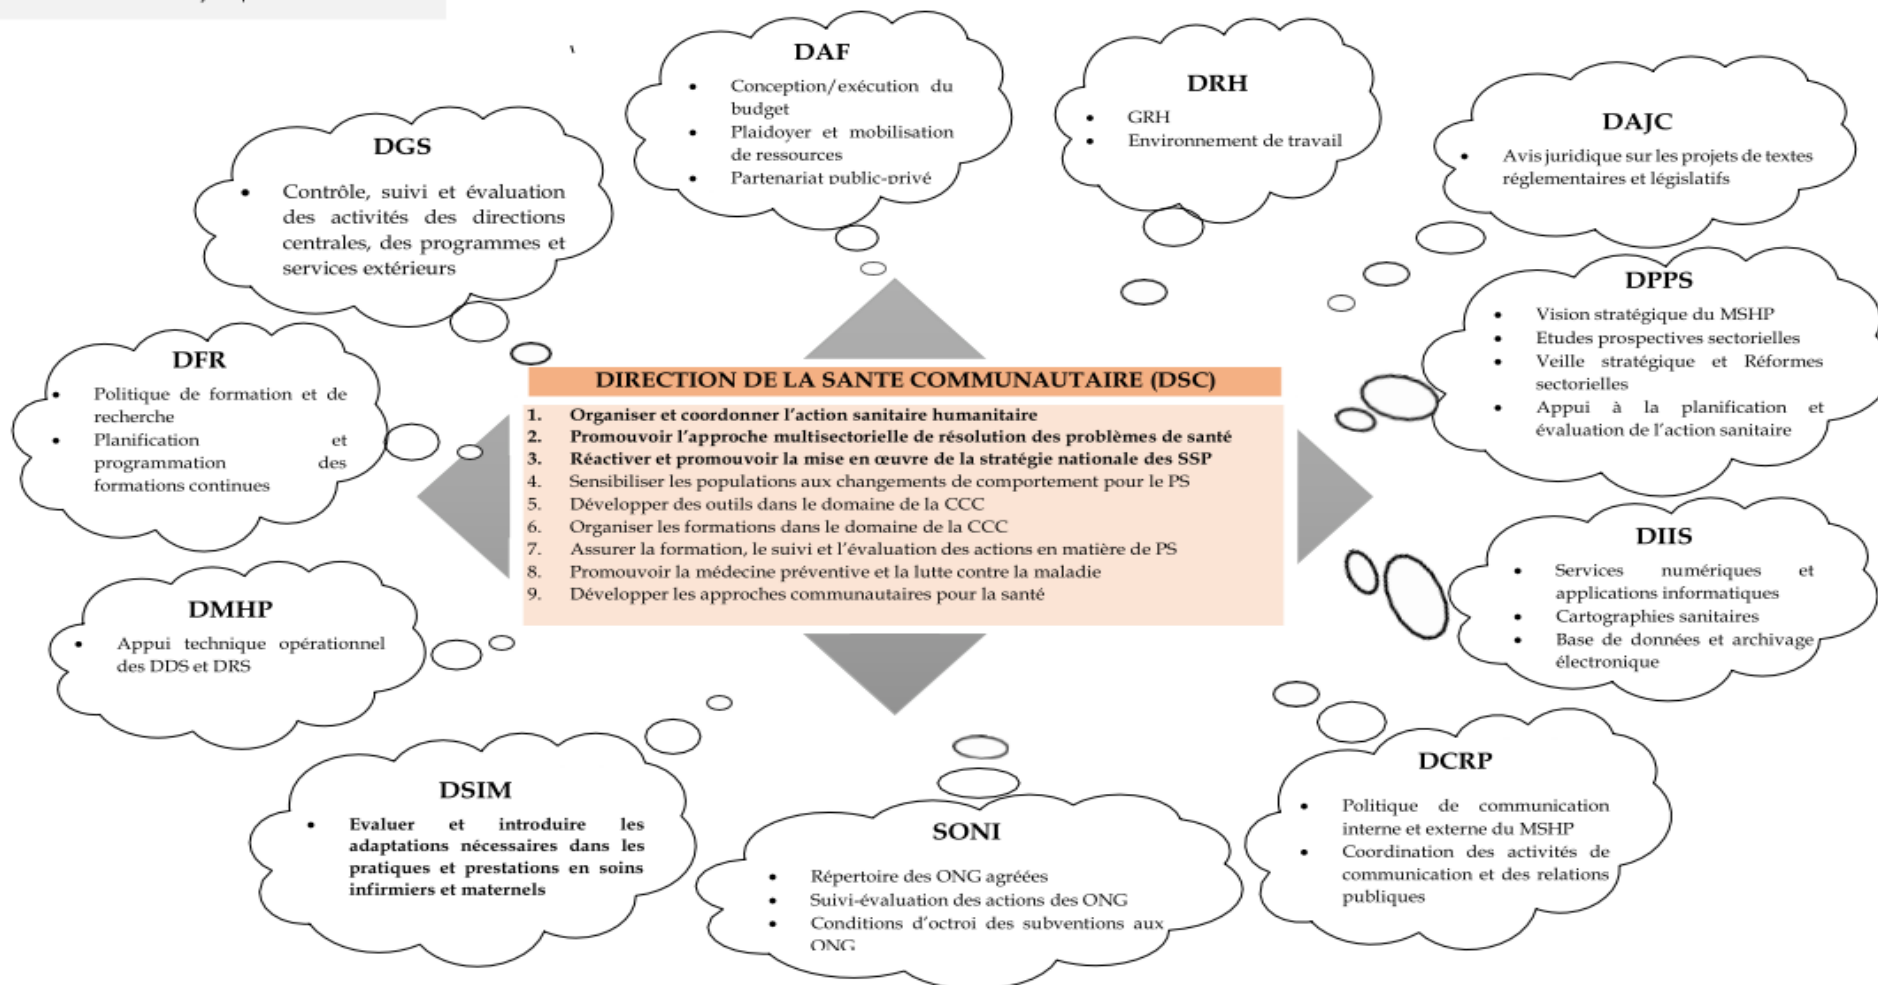 DAF
• Conception/exécution du
budget
• Plaidoyer et mobilisation
de ressources
• Partenariat public-privé
DRH
• GRH
• Environnement de travail
DAJC
• Avis juridique sur les projets de textes
réglementaires et législatifs
DGS
• Contrôle, suivi et évaluation
des activités des directions
centrales, des programmes et
services extérieurs
DPPS
• Vision stratégique du MSHP
• Etudes prospectives sectorielles
• Veille stratégique et Réformes
sectorielles
• Appui à la planification et
évaluation de l'action sanitaire
DFR
• Politique de formation et de
recherche
• Planification et
programmation des
formations continues
DIRECTION DE LA SANTE COMMUNAUTAIRE (DSC)
1. Organiser et coordonner l'action sanitaire humanitaire
2. Promouvoir l'approche multisectorielle de résolution des problèmes de santé
3. Réactiver et promouvoir la mise en œuvre de la stratégie nationale des SSP
4. Sensibiliser les populations aux changements de comportement pour le PS
5. Développer des outils dans le domaine de la CCC
6. Organiser les formations dans le domaine de la CCC
7. Assurer la formation, le suivi et l'évaluation des actions en matière de PS
8. Promouvoir la médecine préventive et la lutte contre la maladie
9. Développer les approches communautaires pour la santé
DIIS
• Services numériques et
applications informatiques
• Cartographies sanitaires
• Base de données et archivage
électronique
DMHP
• Appui technique opérationnel
des DDS et DRS
DSIM
• Evaluer et introduire les
adaptations nécessaires dans les
pratiques et prestations en soins
infirmiers et maternels
SONI
• Répertoire des ONG agréées
• Suivi-évaluation des actions des ONG
• Conditions d'octroi des subventions aux
ONG
DCRP
• Politique de communication
interne et externe du MSHP
• Coordination des activités de
communication et des relations
publiques